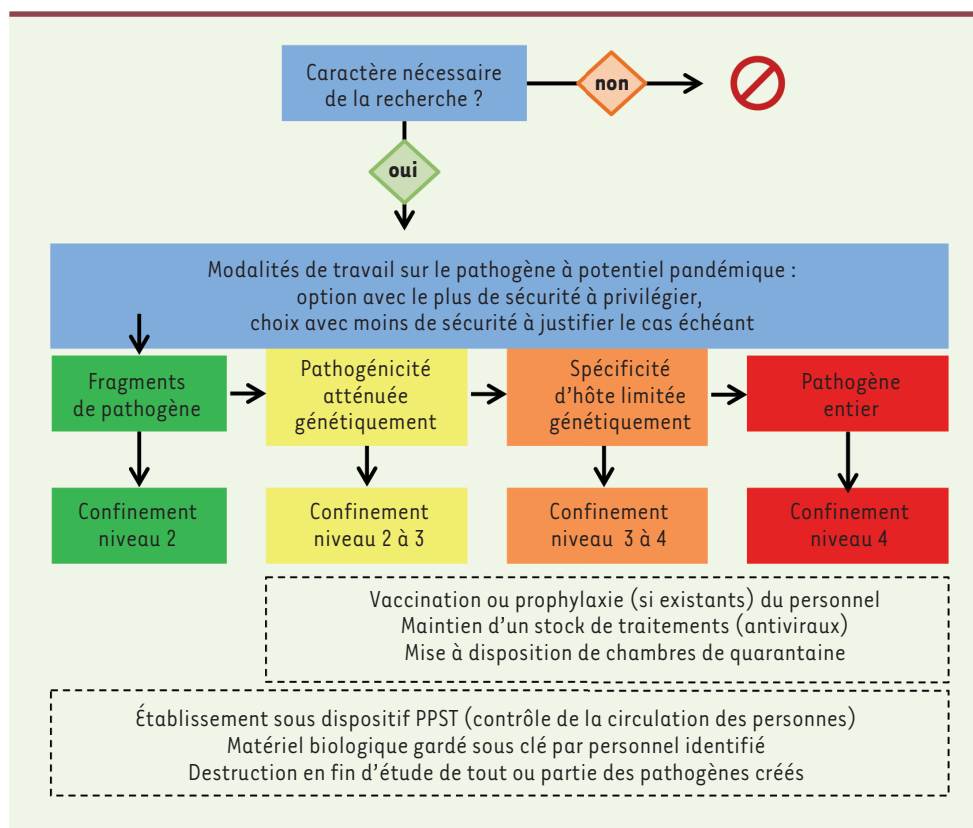 Caractère nécessaire
de la recherche ?
non
oui
Modalités de travail sur le pathogène à potentiel pandémique :
option avec le plus de sécurité à privilégier,
choix avec moins de sécurité à justifier le cas échéant
Fragments
de pathogène
Pathogénicité
atténuée
génétiquement
Spécificité
d'hôte limitée
génétiquement
Pathogène
entier
Confinement
niveau 2
Confinement
niveau 2 à 3
Confinement
niveau 3 à 4
Confinement
niveau 4
Vaccination ou prophylaxie (si existants) du personnel
Maintien d'un stock de traitements (antiviraux)
Mise à disposition de chambres de quarantaine
Établissement sous dispositif PPST (contrôle de la circulation des personnes)
Matériel biologique gardé sous clé par personnel identifié
Destruction en fin d'étude de tout ou partie des pathogènes créés